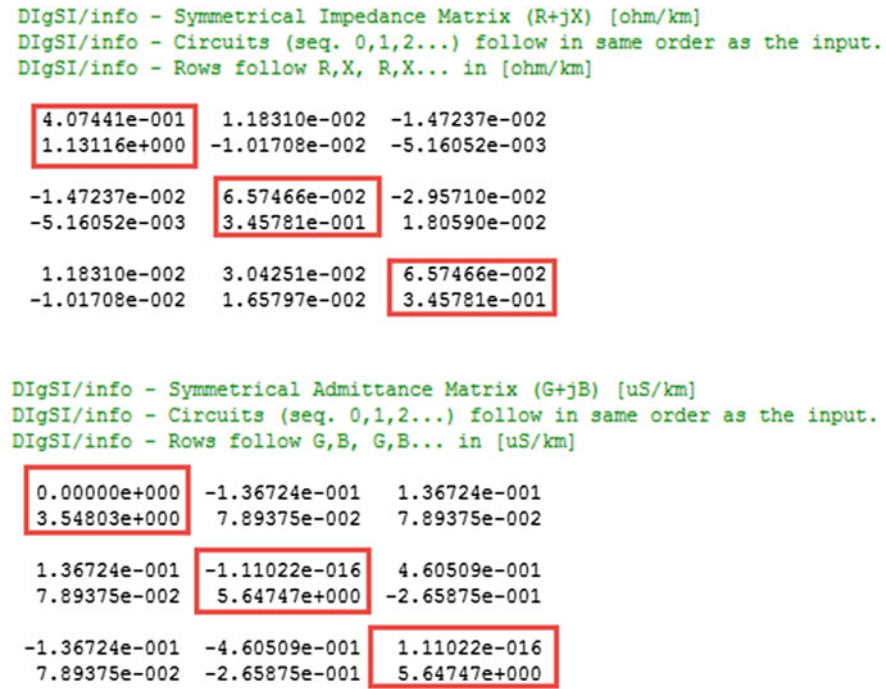 DIgSI/info - Symmetrical Impedance Matrix (R+jX) [ohm/km]
DIgSI/info - Circuits (seq. 0,1,2...) follow in same order as the input.
DIgSI/info - Rows follow R,X, R,X... in [ohm/km]
4.07441e-001 1.18310e-002 -1.47237e-002
1.13116e+000 -1.01708e-002 -5.16052e-003
-1.47237e-002 6.57466e-002 -2.95710e-002
-5.16052e-003 3.45781e-001 1.80590e-002
1.18310e-002 3.04251e-002 6.57466e-002
-1.01708e-002 1.65797e-002 3.45781e-001
DIgSI/info - Symmetrical Admittance Matrix (G+jB) [uS/km]
DIgSI/info - Circuits (seq. 0,1,2...) follow in same order as the input.
DIgSI/info - Rows follow G,B, G,B... in [uS/km]
0.00000e+000 -1.36724e-001 1.36724e-001
3.54803e+000 7.89375e-002 7.89375e-002
1.36724e-001 -1.11022e-016 4.60509e-001
7.89375e-002 5.64747e+000 -2.65875e-001
-1.36724e-001 -4.60509e-001 1.11022e-016
7.89375e-002 -2.65875e-001 5.64747e+000